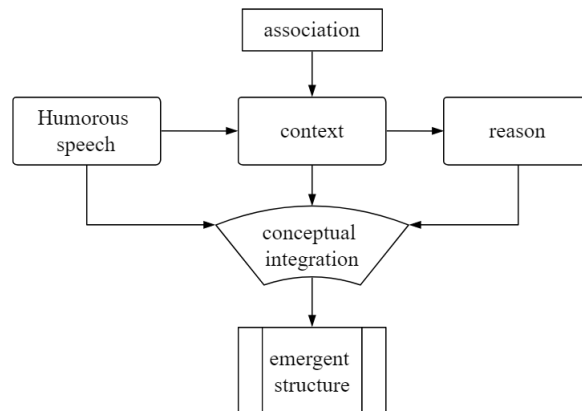 association
Humorous
speech
context
reason
conceptual
integration
emergent
structure